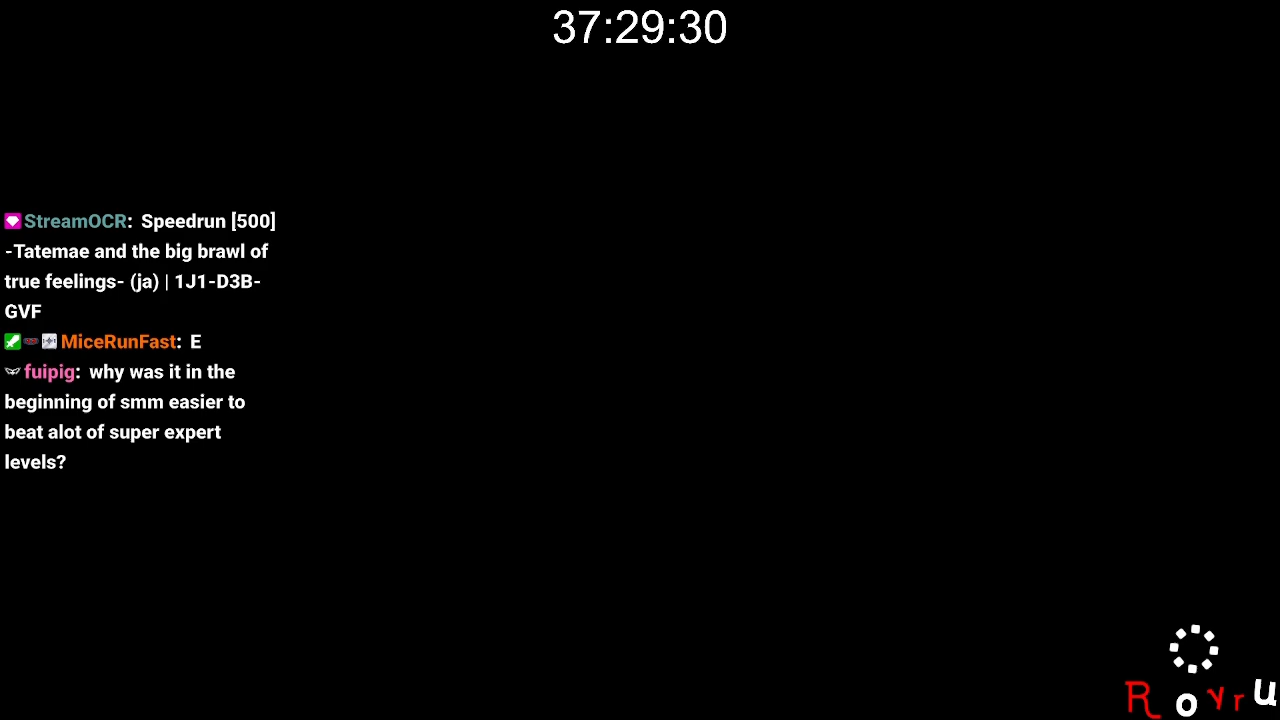 37:29:30
StreamOCR: Speedrun [500]
-Tatemae and the big brawl of
true feelings- (ja) | 1J1-D3B-
GVF
MiceRunFast: E
fuipig: why was it in the
beginning of smm easier to
beat alot of super expert
levels?
Royru